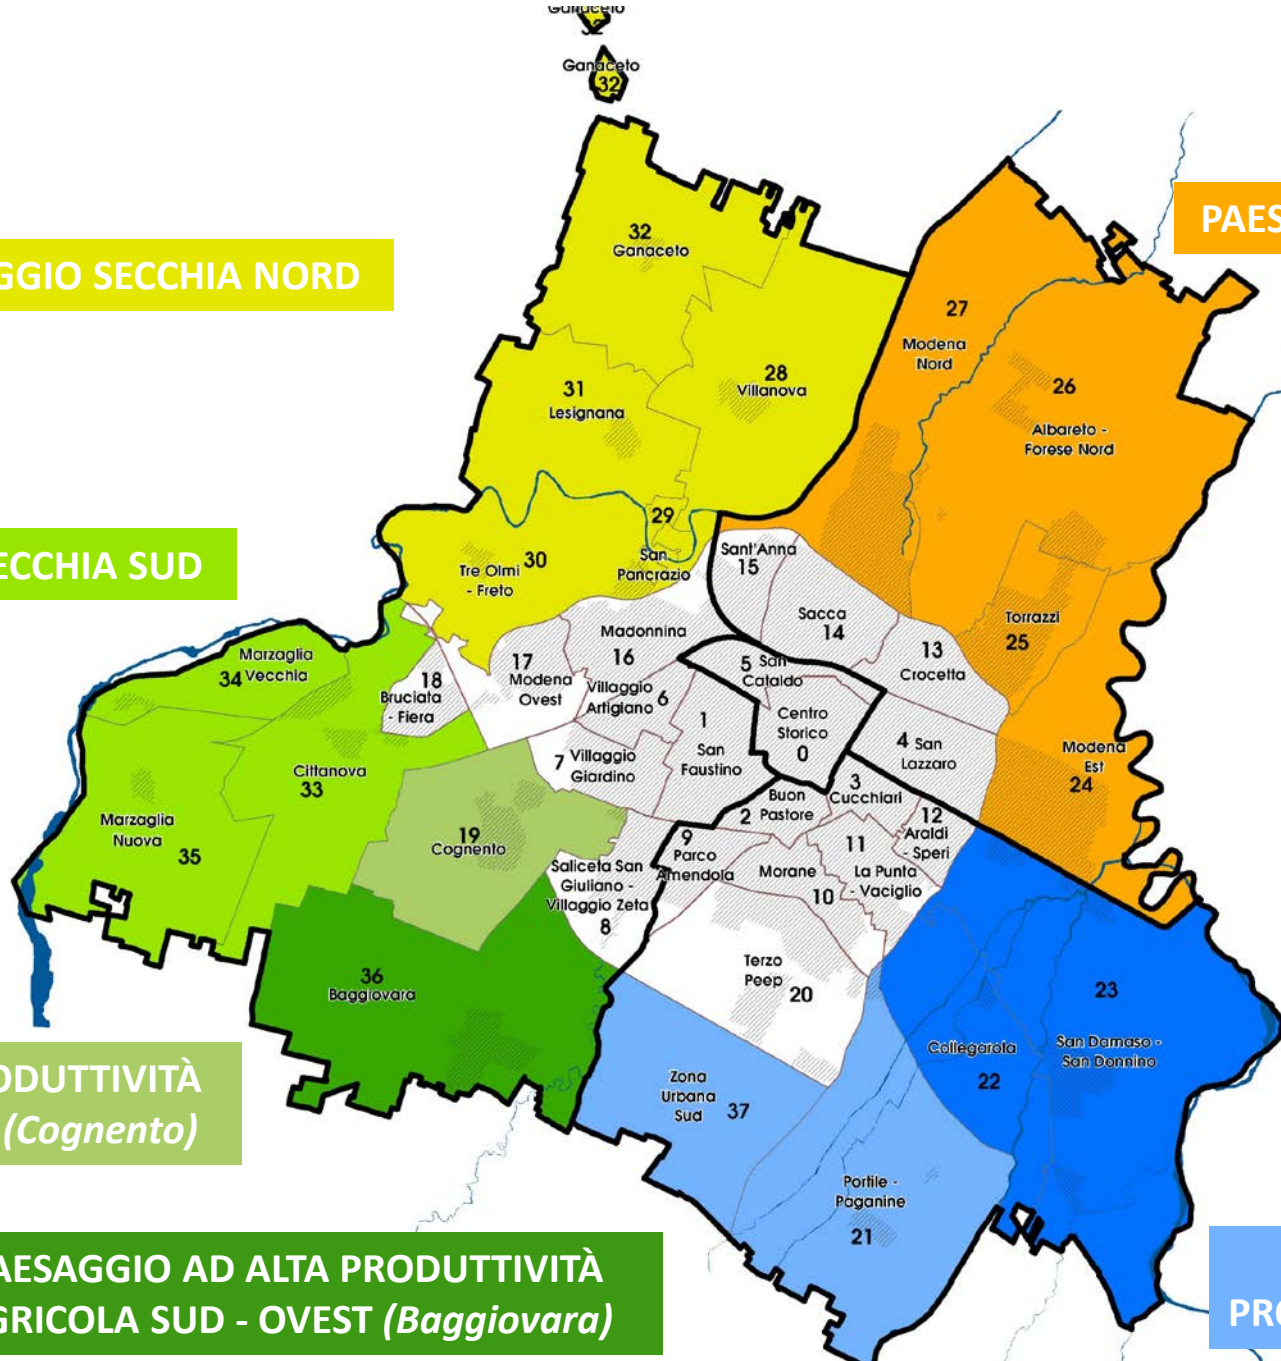 Ganaceto
32
Ganaceto
32
PAES
32
Ganaceto
GGIO SECCHIA NORD
27
Modena
Nord
28
Villanova
26
31
Lesignana
Albareto -
Forese Nord
29
Sant'Anna
15
ECCHIA SUD
Tre Olmi 30
- Freto
San
Pancrazio
Sacca
14
Torrazzi
25
Madonnina
16
13
Crocetta
Marzaglia
34 Vecchia
17
Modena
Ovest
5 San
Cataldo
18
Bruciata
- Fiera
Villaggio
Artigiano 6
1
San
Faustino
Centro
Storico
0
4 San
Lazzaro
Modena
Est
24
7 Villaggio
Giardino
Cittanova
33
3
Cucchiari
Buon
2 Pastore
12
Araldi
- Speri
Marzaglia
Nuova 35
19
Cognento
9
Parco
Amendola
11
La Punta
- Vaciglio
Morane
10
Saliceta San
Giuliano -
Villaggio Zeta
8
36
Baggiovara
Terzo
Peep 20
23
San Damaso -
San Donnino
Collegarola
22
ODUTTIVITÀ
(Cognento)
Zona
Urbana
Sud 37
Portile -
Paganine
21
AESAGGIO AD ALTA PRODUTTIVITÀ
GRICOLA SUD - OVEST (Baggiovara)
PRO